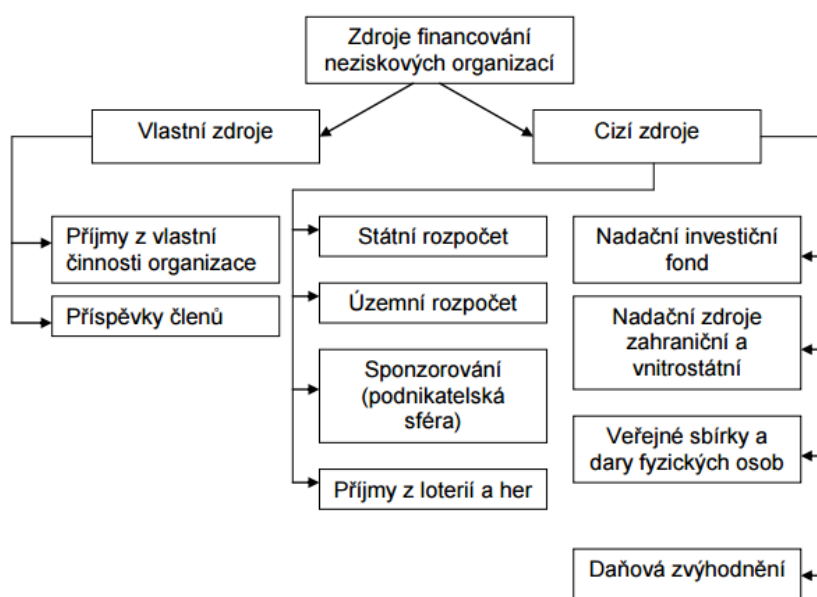 Zdroje financování
neziskových organizací
Vlastní zdroje
Cizí zdroje
Příjmy z vlastní
činnosti organizace
Příspěvky členů
Státní rozpočet
Územní rozpočet
Sponzorování
(podnikatelská
sféra)
Příjmy z loterií a her
Nadační investiční
fond
Nadační zdroje
zahraniční a
vnitrostátní
Veřejné sbírky a
dary fyzických osob
Daňová zvýhodnění